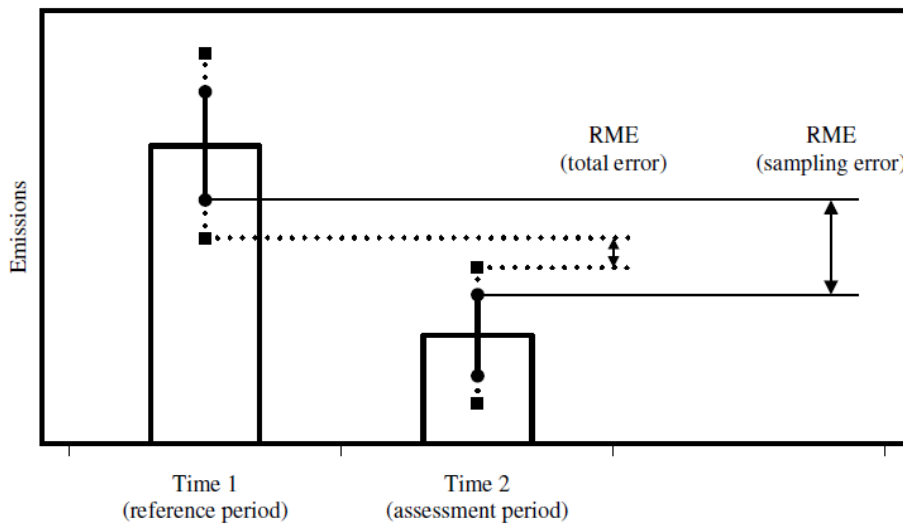 RME
(total error)
RME
(sampling error)
Emissions
Time 1
(reference period)
Time 2
(assessment period)